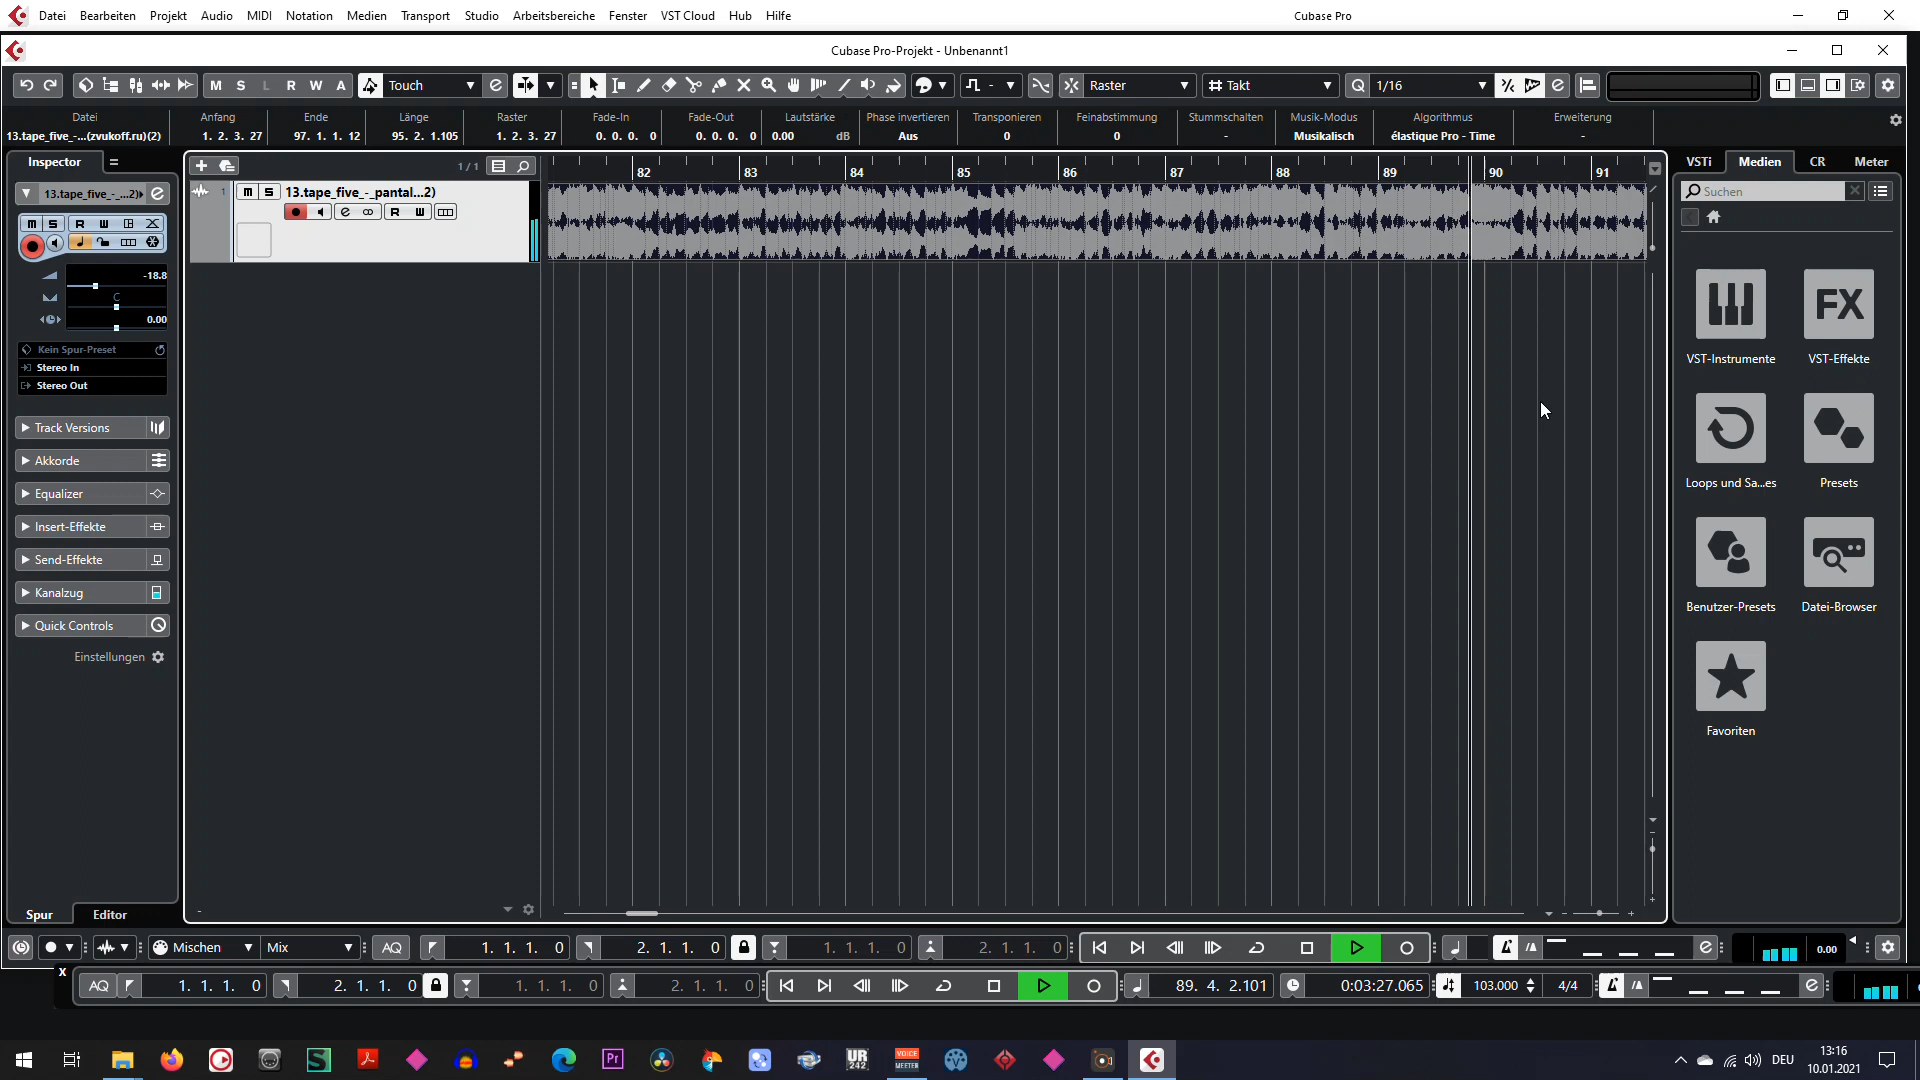 Datei Bearbeiten Projekt Audio MIDI Notation Medien Transport Studio Arbeitsbereiche Fenster VST Cloud Hub Hilfe Cubase Pro
Cubase Pro-Projekt - Unbenannt1
M S L R W A Touch - Raster Takt Q 1/16
Datei Anfang Ende Länge Raster Fade-In Fade-Out Lautstärke Phase invertieren Transponieren Feinabstimmung Stummschalten Musik-Modus Algorithmus Erweiterung
13.tape_five_-...(zvukoff.ru)(2) 1. 2. 3. 27 97. 1. 1. 12 95. 2. 1.105 1. 2. 3. 27 0. 0. 0. 0 0. 0. 0. 0 0.00 dB Aus 0 0 - Musikalisch élastique Pro - Time -
Inspector 1 / 1 82 83 84 85 86 87 88 89 90 91 VSTi Medien CR Meter
13.tape_five_-_...2) 1 M S 13.tape_five_-_pantal...2) Suchen
M S R W R W
-18.8
C
0.00
Kein Spur-Preset
Stereo In
Stereo Out
Track Versions
Akkorde
Equalizer
Insert-Effekte
Send-Effekte
Kanalzug
Quick Controls
Einstellungen
FX
VST-Instrumente VST-Effekte
Loops und Sa...es Presets
Benutzer-Presets Datei-Browser
Favoriten
Spur Editor
Mischen Mix AQ 1. 1. 1. 0 2. 1. 1. 0 1. 1. 1. 0 2. 1. 1. 0 0.00
X AQ 1. 1. 1. 0 2. 1. 1. 0 1. 1. 1. 0 2. 1. 1. 0 89. 4. 2.101 0:03:27.065 103.000 4/4
Pr UR 242 VOICE MEETER DEU 13:16
10.01.2021